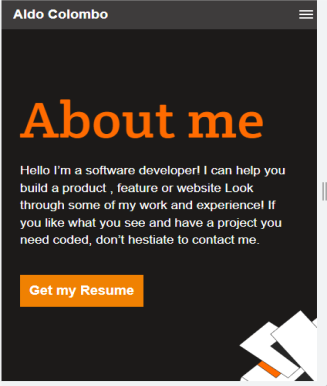 Aldo Colombo
About me
Hello I'm a software developer! I can help you
build a product , feature or website Look
through some of my work and experience! If
you like what you see and have a project you
need coded, don't hestiate to contact me.
Get my Resume